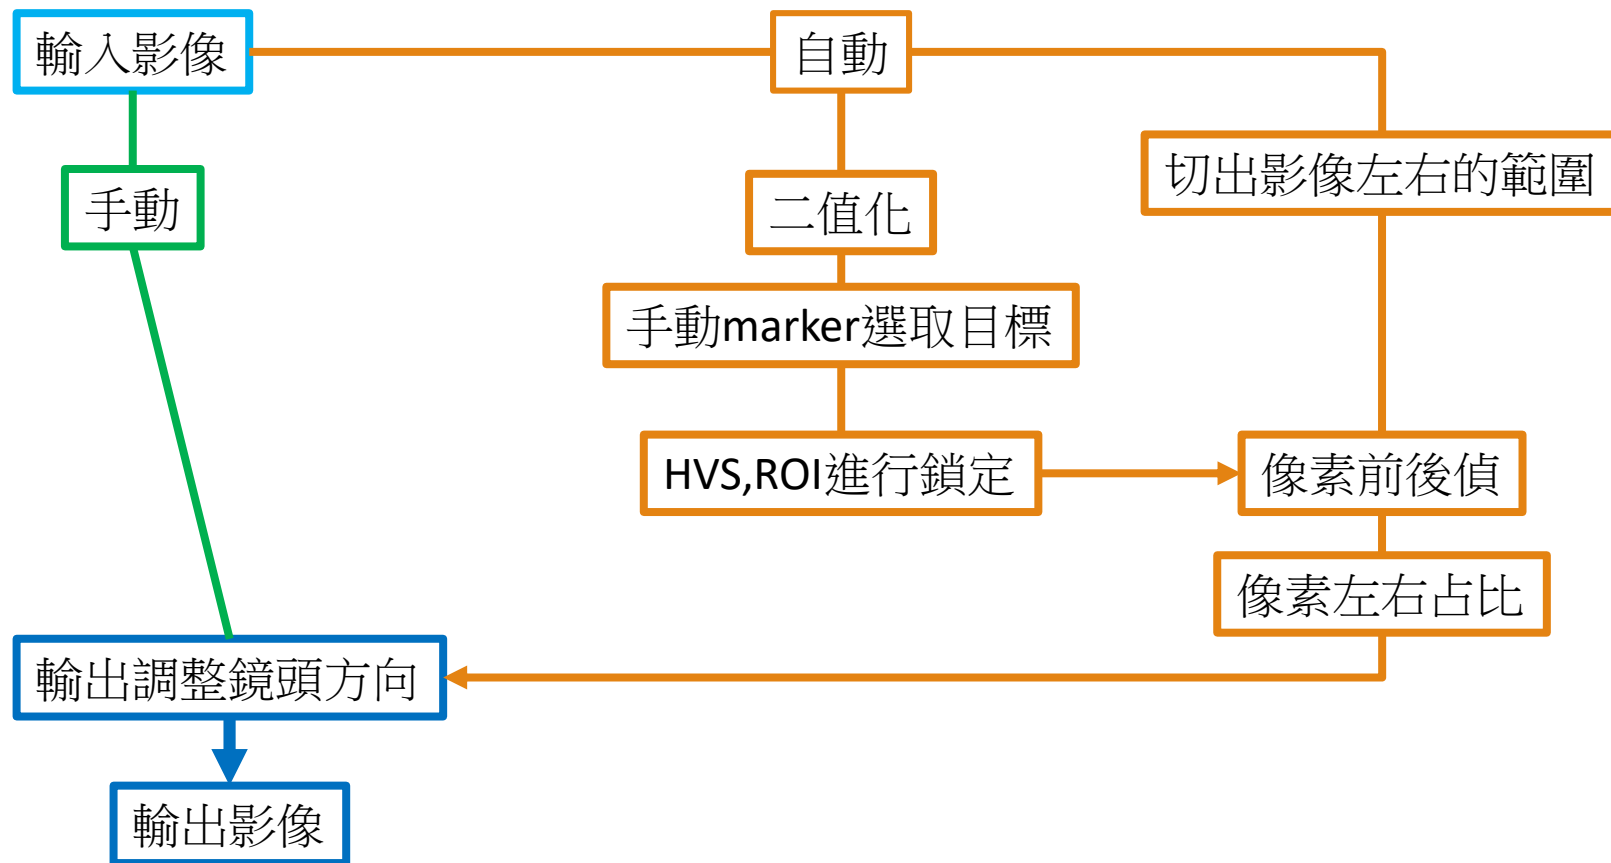 輸入影像
自動
切出影像左右的範圍
手動
二值化
手動marker選取目標
HVS,ROI進行鎖定
像素前後偵
像素左右占比
輸出調整鏡頭方向
輸出影像